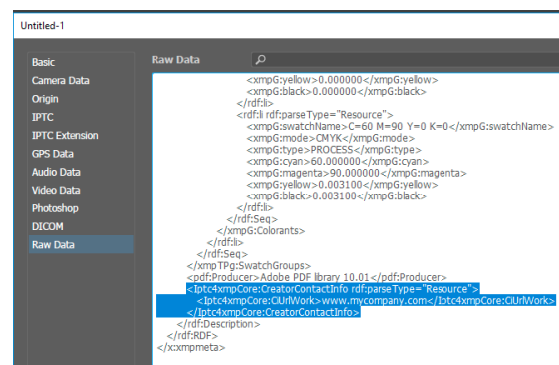 Untitled-1
Basic
Camera Data
Origin
IPTC
IPTC Extension
GPS Data
Audio Data
Video Data
Photoshop
DICOM
Raw Data
Raw Data
<xmpG:yellow>0.000000</xmpG:yellow>
<xmpG:black>0.000000</xmpG:black>
</rdf:li>
<rdf:li rdf:parseType="Resource">
<xmpG:swatchName>C=60 M=90 Y=0 K=0</xmpG:swatchName>
<xmpG:mode>CMYK</xmpG:mode>
<xmpG:type>PROCESS</xmpG:type>
<xmpG:cyan>60.000000</xmpG:cyan>
<xmpG:magenta>90.000000</xmpG:magenta>
<xmpG:yellow>0.003100</xmpG:yellow>
<xmpG:black>0.003100</xmpG:black>
</rdf:li>
</rdf:Seq>
</xmpG:Colorants>
</rdf:li>
</rdf:Seq>
</xmpTPg:SwatchGroups>
<pdf:Producer>Adobe PDF library 10.01</pdf:Producer>
<Iptc4xmpCore:CreatorContactInfo rdf:parseType="Resource">
<Iptc4xmpCore:CiUrlWork>www.mycompany.com</Iptc4xmpCore:CiUrlWork>
</Iptc4xmpCore:CreatorContactInfo>
</rdf:Description>
</rdf:RDF>
</x:xmpmeta>